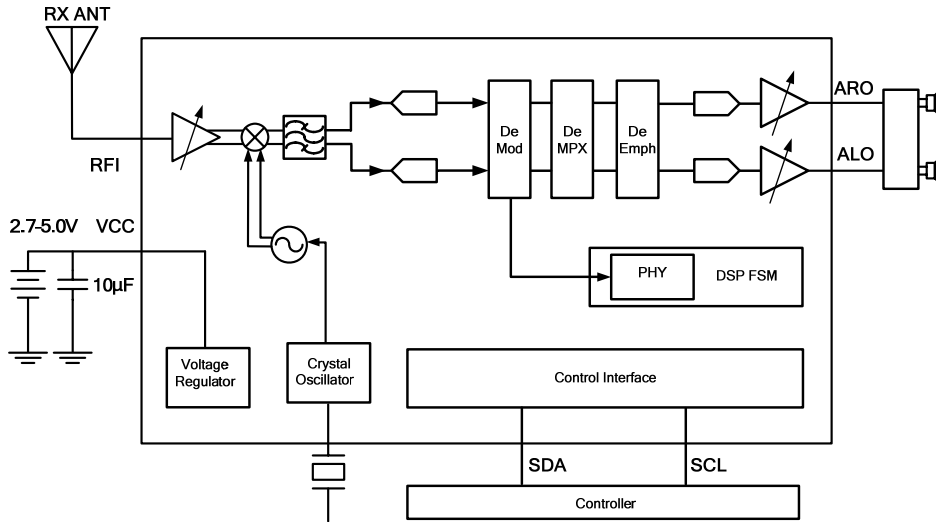 RX ANT
RFI
2.7-5.0V
VCC
10µF
Voltage
Regulator
Crystal
Oscillator
De
Mod
De
MPX
De
Emph
ARO
ALO
PHY
DSP FSM
Control Interface
SDA
SCL
Controller